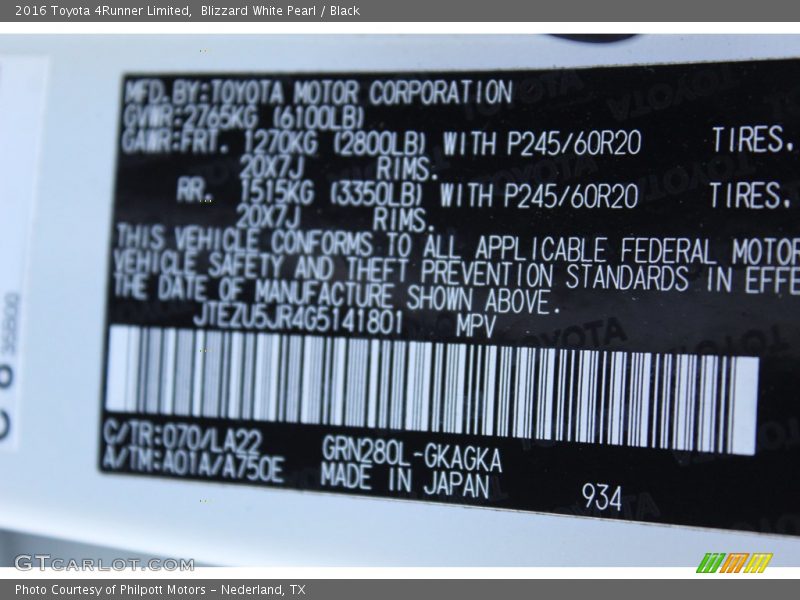 2016 Toyota 4Runner Limited,  Blizzard White Pearl / Black
MFD.BY:TOYOTA MOTOR CORPORATION
GVWR:2765KG (6100LB)
GAWR:FRT. 1270KG (2800LB) WITH P245/60R20 TIRES.
20X7J RIMS.
RR. 1515KG (3350LB) WITH P245/60R20 TIRES.
20X7J RIMS.
THIS VEHICLE CONFORMS TO ALL APPLICABLE FEDERAL MOTOR
VEHICLE SAFETY AND THEFT PREVENTION STANDARDS IN EFFE
THE DATE OF MANUFACTURE SHOWN ABOVE.
JTEZU5JR4G5141801 MPV
C/TR:070/LA22 GRN280L-GKAGKA
A/TM:A01A/A750E MADE IN JAPAN
934
GTCARLOT.COM
Photo Courtesy of Philpott Motors - Nederland, TX